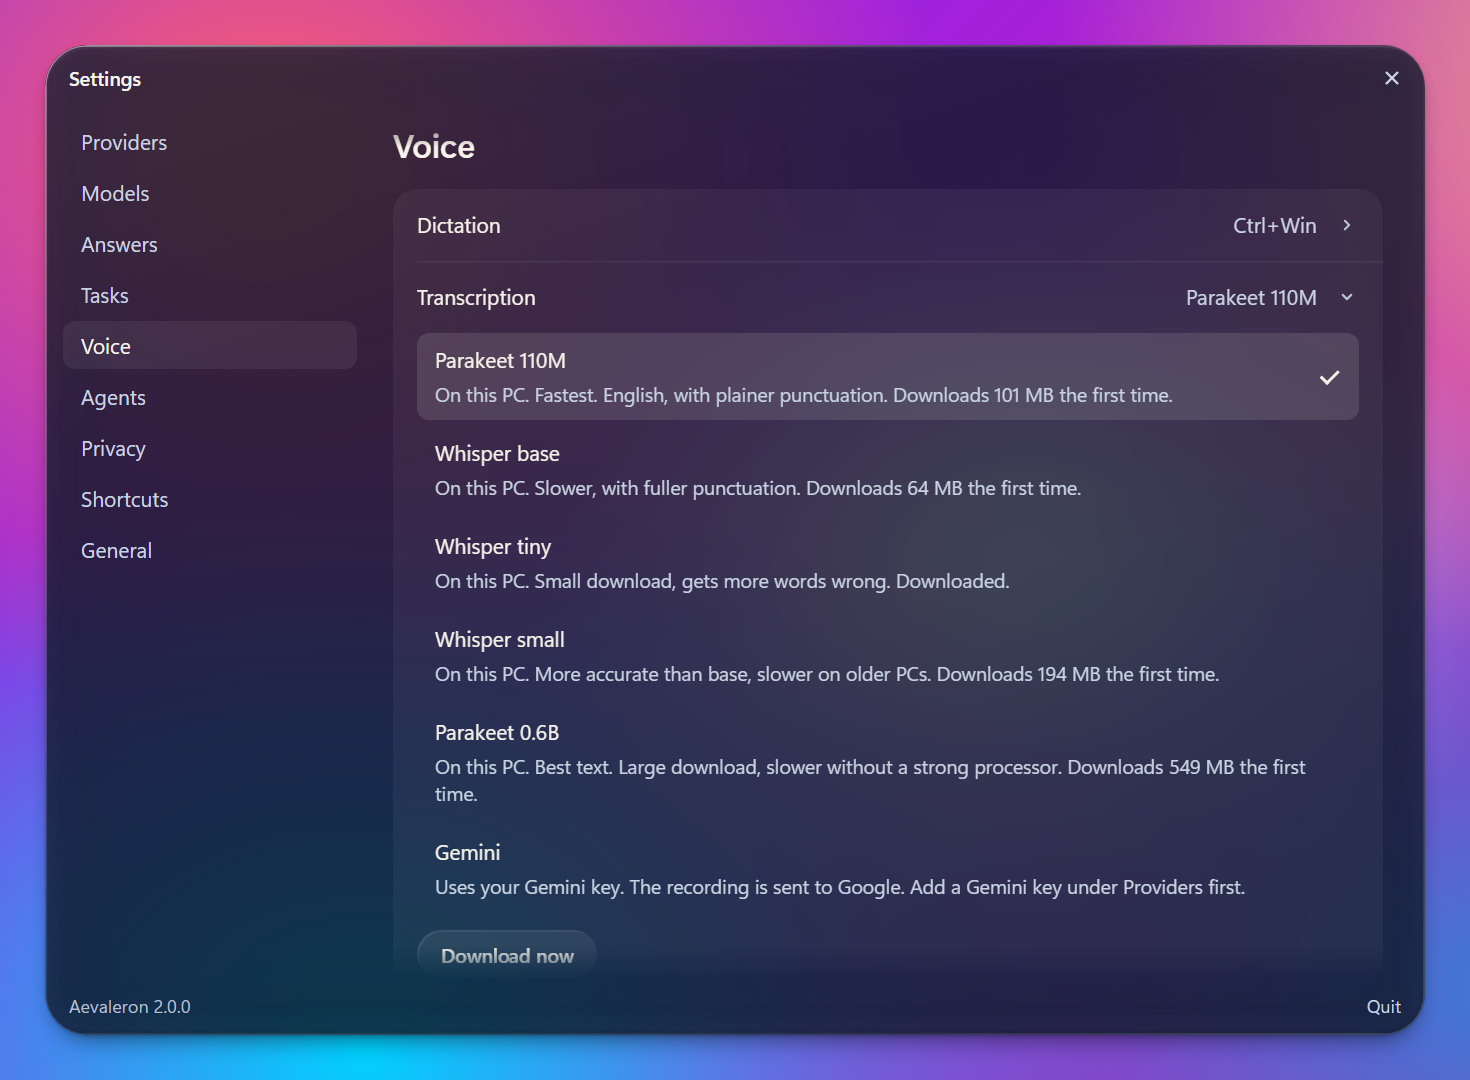 Settings
Providers
Models
Answers
Tasks
Voice
Agents
Privacy
Shortcuts
General
Voice
Dictation Ctrl+Win
Transcription Parakeet 110M
Parakeet 110M
On this PC. Fastest. English, with plainer punctuation. Downloads 101 MB the first time.
Whisper base
On this PC. Slower, with fuller punctuation. Downloads 64 MB the first time.
Whisper tiny
On this PC. Small download, gets more words wrong. Downloaded.
Whisper small
On this PC. More accurate than base, slower on older PCs. Downloads 194 MB the first time.
Parakeet 0.6B
On this PC. Best text. Large download, slower without a strong processor. Downloads 549 MB the first
time.
Gemini
Uses your Gemini key. The recording is sent to Google. Add a Gemini key under Providers first.
Download now
Aevaleron 2.0.0
Quit